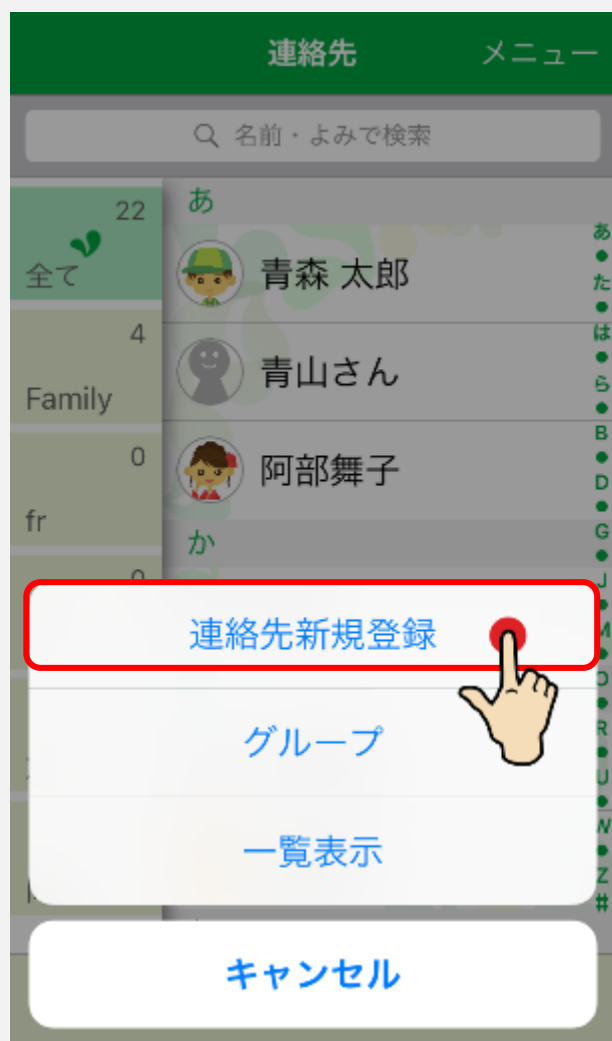 連絡先
メニュー
名前・よみで検索
22
全て
4
Family
0
fr
0
あ
青森 太郎
青山さん
阿部舞子
か
あ
た
は
ら
B
D
G
J
M
O
R
U
W
Z
#
連絡先新規登録
グループ
一覧表示
キャンセル